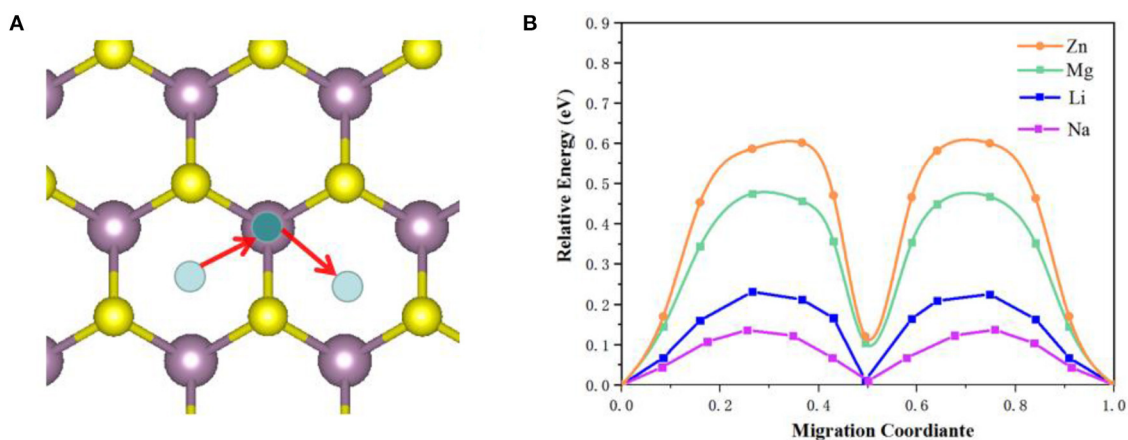 A
B
Relative Energy (eV)
0.9
0.8
0.7
0.6
0.5
0.4
0.3
0.2
0.1
0.0
Zn
Mg
Li
Na
0.0 0.2 0.4 0.6 0.8 1.0
Migration Coordiante